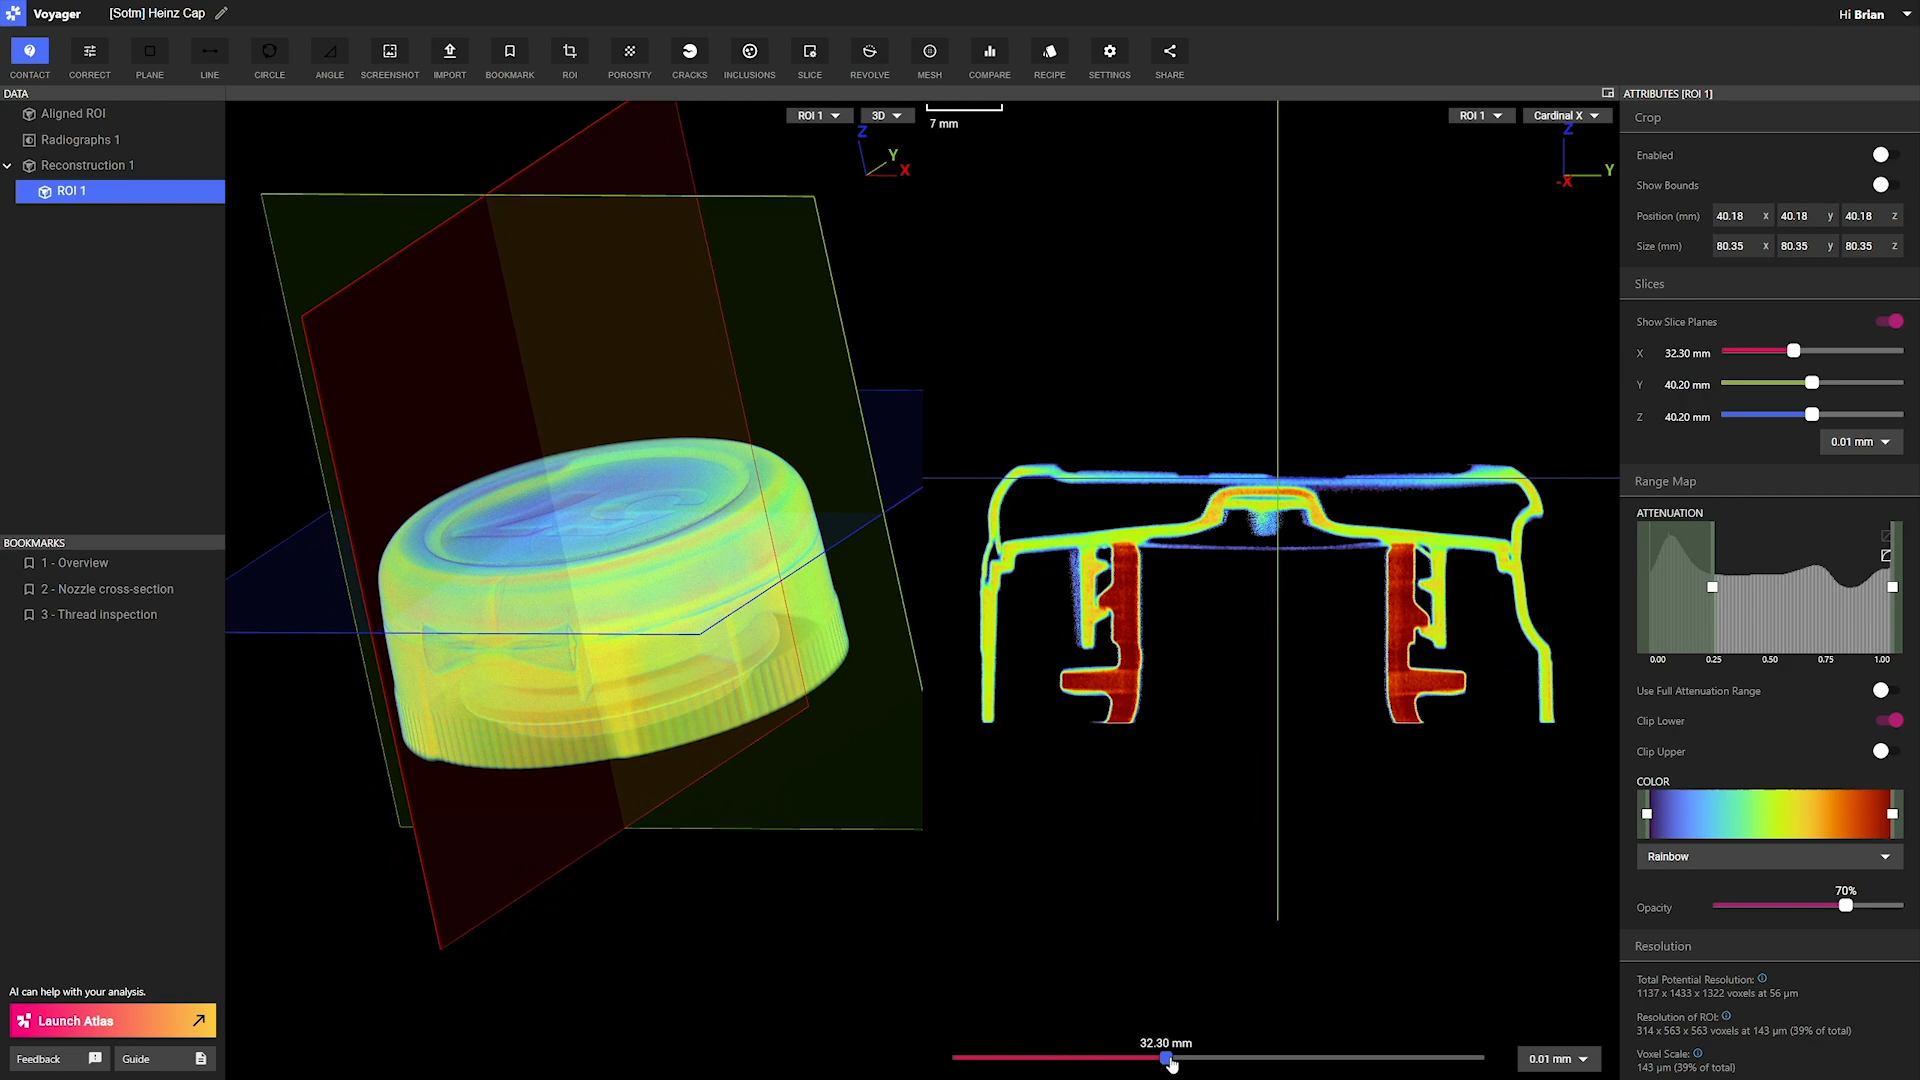 Voyager
[Sotm] Heinz Cap
Hi Brian
CONTACT CORRECT PLANE LINE CIRCLE ANGLE SCREENSHOT IMPORT BOOKMARK ROI POROSITY CRACKS INCLUSIONS SLICE REVOLVE MESH COMPARE RECIPE SETTINGS SHARE
DATA
Aligned ROI
Radiographs 1
Reconstruction 1
ROI 1
BOOKMARKS
1 - Overview
2 - Nozzle cross-section
3 - Thread inspection
AI can help with your analysis.
Launch Atlas
Feedback
Guide
ROI 1
3D
Z
Y
X
7 mm
ROI 1
Cardinal X
Z
Y
-X
32.30 mm
0.01 mm
ATTRIBUTES [ROI 1]
Crop
Enabled
Show Bounds
Position (mm) 40.18 x 40.18 y 40.18 z
Size (mm) 80.35 x 80.35 y 80.35 z
Slices
Show Slice Planes
X 32.30 mm
Y 40.20 mm
Z 40.20 mm
0.01 mm
Range Map
ATTENUATION
0.00 0.25 0.50 0.75 1.00
Use Full Attenuation Range
Clip Lower
Clip Upper
COLOR
Rainbow
70%
Opacity
Resolution
Total Potential Resolution:
1137 x 1433 x 1322 voxels at 56 µm
Resolution of ROI:
314 x 563 x 563 voxels at 143 µm (39% of total)
Voxel Scale:
143 µm (39% of total)